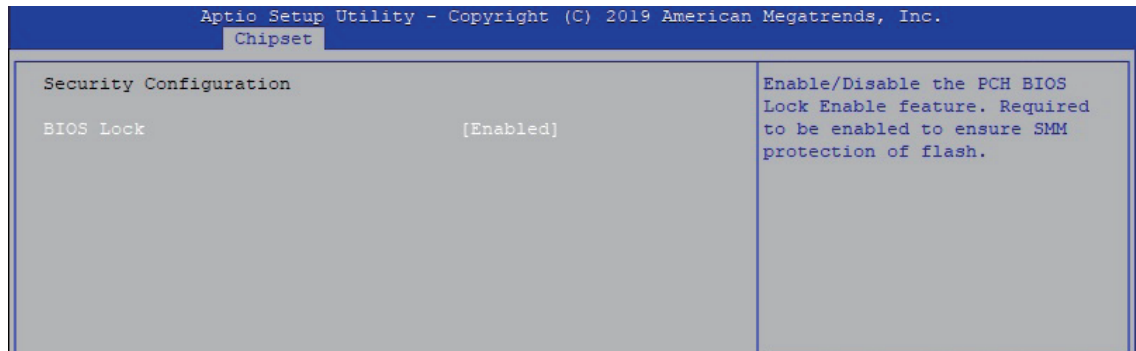 Aptio Setup Utility - Copyright (C) 2019 American Megatrends, Inc.
Chipset
Security Configuration
BIOS Lock [Enabled]
Enable/Disable the PCH BIOS
Lock Enable feature. Required
to be enabled to ensure SMM
protection of flash.